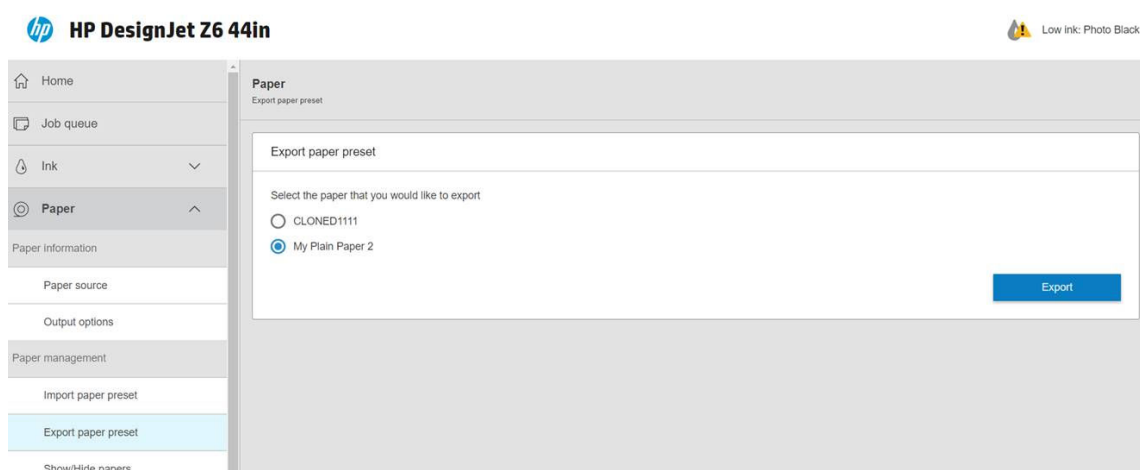 hp
HP DesignJet Z6 44in
Low ink: Photo Black
Home
Job queue
Ink
Paper
Paper information
Paper source
Output options
Paper management
Import paper preset
Export paper preset
Show/Hide papers
Paper
Export paper preset
Export paper preset
Select the paper that you would like to export
CLONED1111
My Plain Paper 2
Export